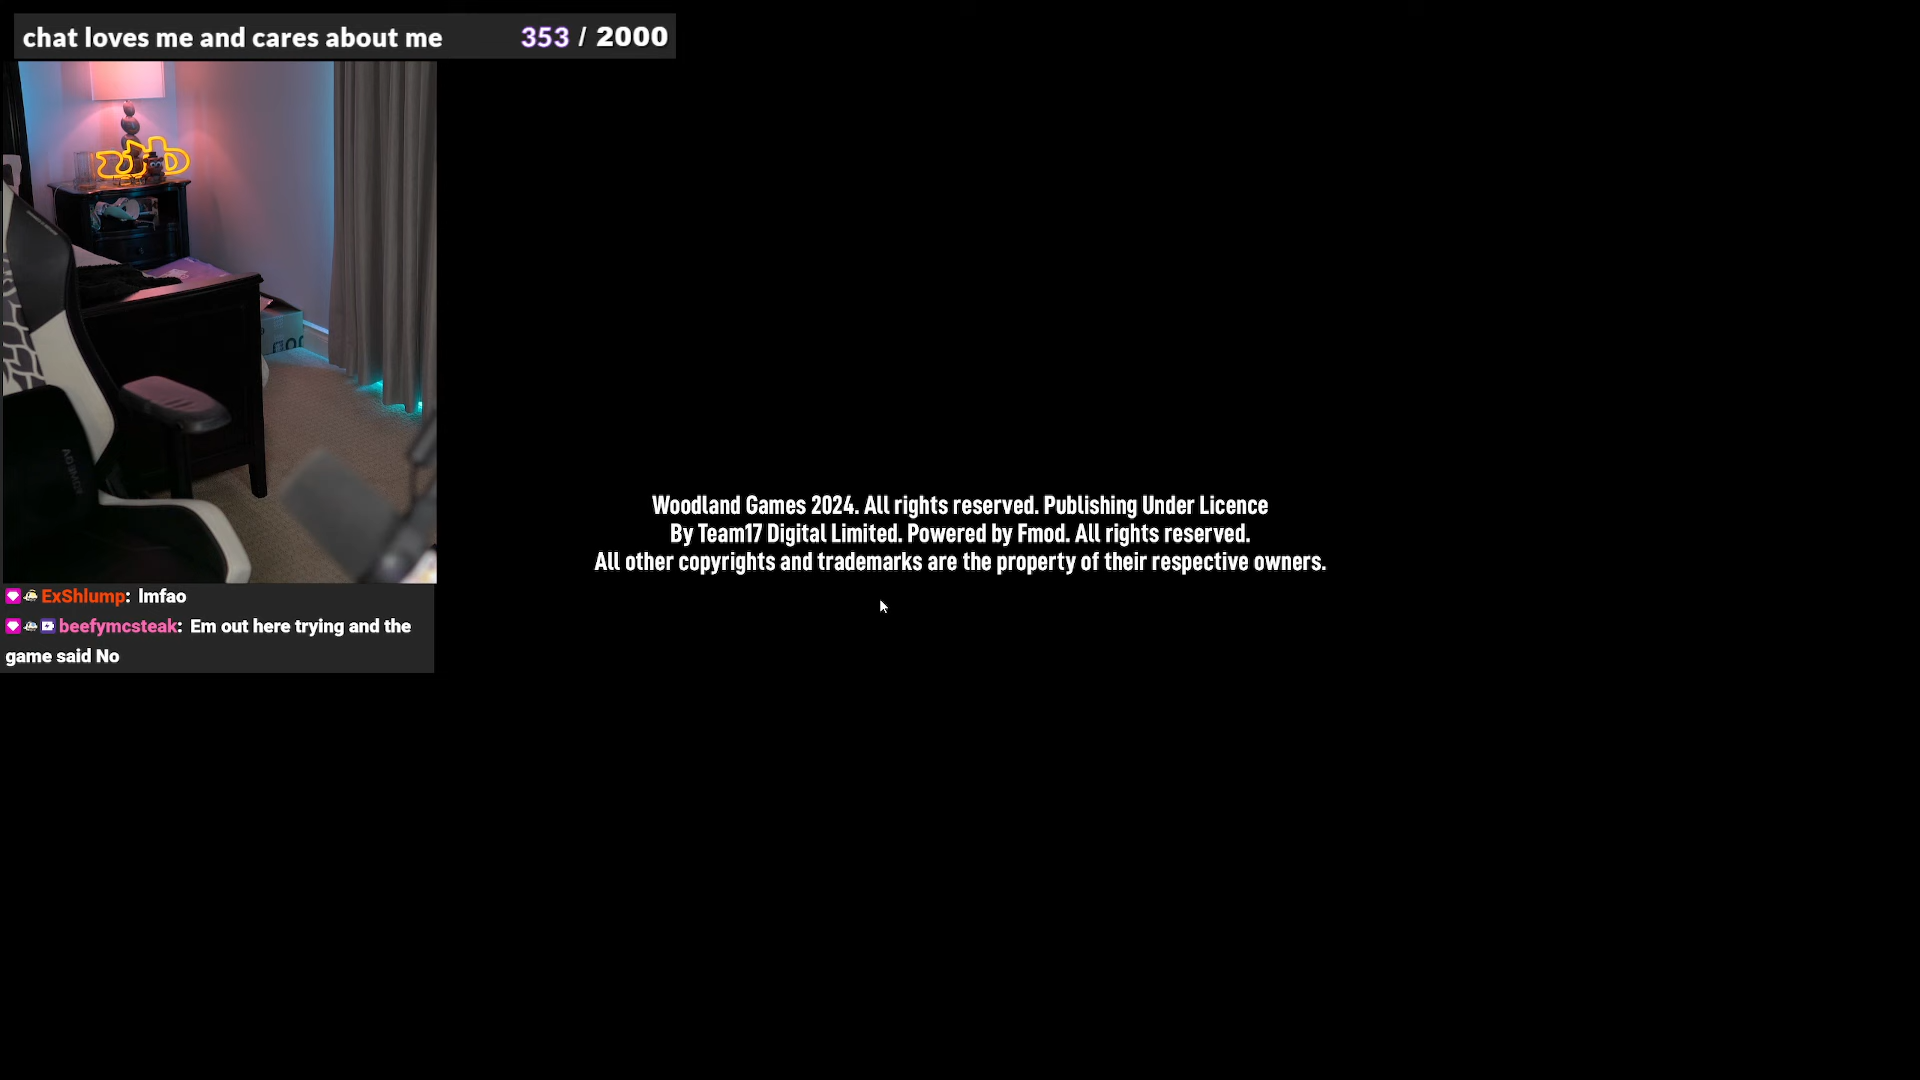 chat loves me and cares about me 353 / 2000
ExShlump: lmfao
beefymcsteak: Em out here trying and the
game said No
Woodland Games 2024. All rights reserved. Publishing Under Licence
By Team17 Digital Limited. Powered by Fmod. All rights reserved.
All other copyrights and trademarks are the property of their respective owners.